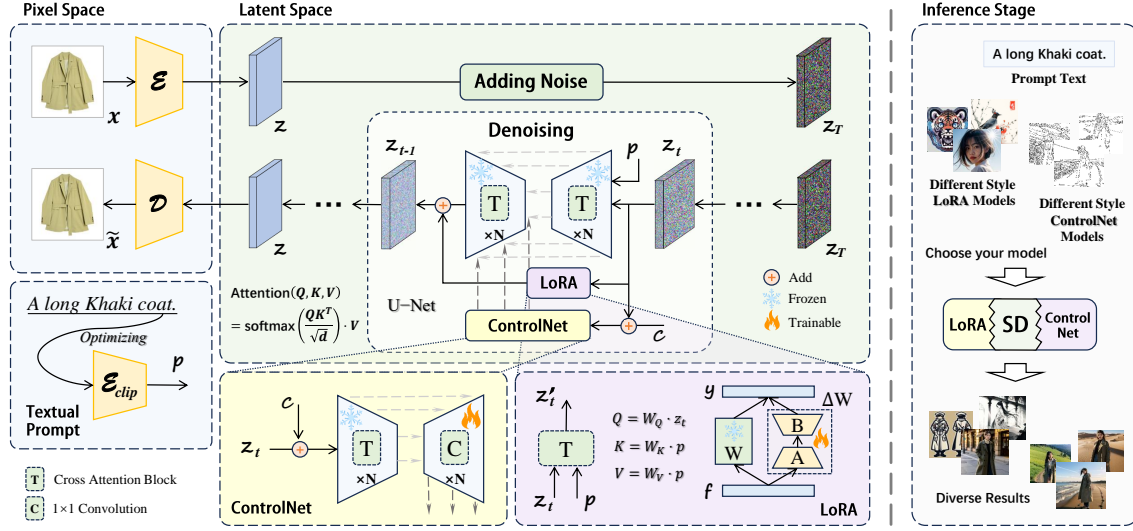 Pixel Space
Latent Space
Inference Stage
x
ℰ
z
Adding Noise
z_T
x̃
𝒟
z
Denoising
z_{t-1}
T
×N
T
×N
p
z_t
z_T
Add
Frozen
Trainable
LoRA
U−Net
ControlNet
c
Attention(Q, K, V)
= softmax(QKᵀ/√d) · V
A long Khaki coat.
Optimizing
ℰ_clip
p
Textual
Prompt
T Cross Attention Block
C 1×1 Convolution
c
z_t
T
×N
C
×N
ControlNet
z′_t
T
z_t
p
Q = W_Q · z_t
K = W_K · p
V = W_V · p
y
ΔW
W
B
A
f
LoRA
A long Khaki coat.
Prompt Text
Different Style
LoRA Models
Different Style
ControlNet
Models
Choose your model
LoRA
SD
Control
Net
Diverse Results